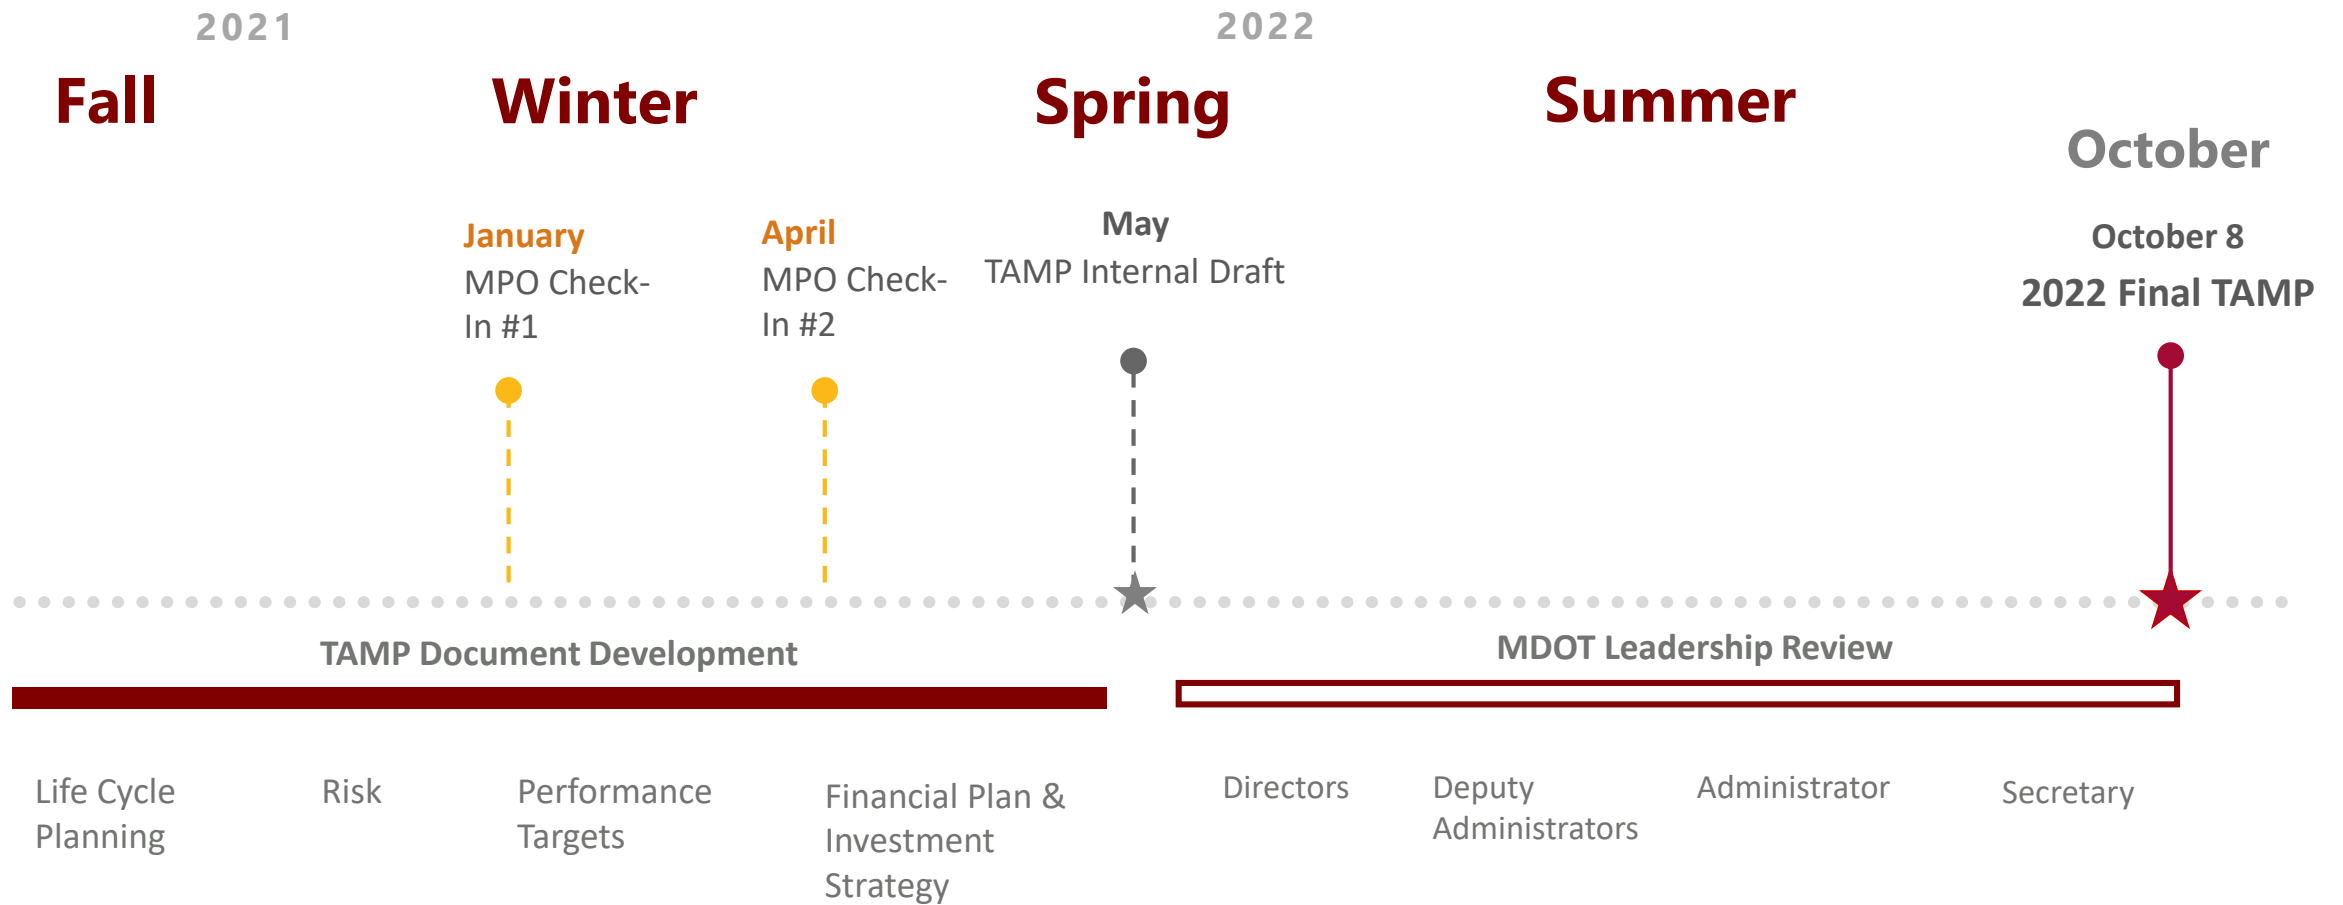 2021
2022
Fall
Winter
Spring
Summer
October
January
MPO Check-
In #1
April
MPO Check-
In #2
May
TAMP Internal Draft
October 8
2022 Final TAMP
TAMP Document Development
MDOT Leadership Review
Life Cycle
Planning
Risk
Performance
Targets
Financial Plan &
Investment
Strategy
Directors
Deputy
Administrators
Administrator
Secretary